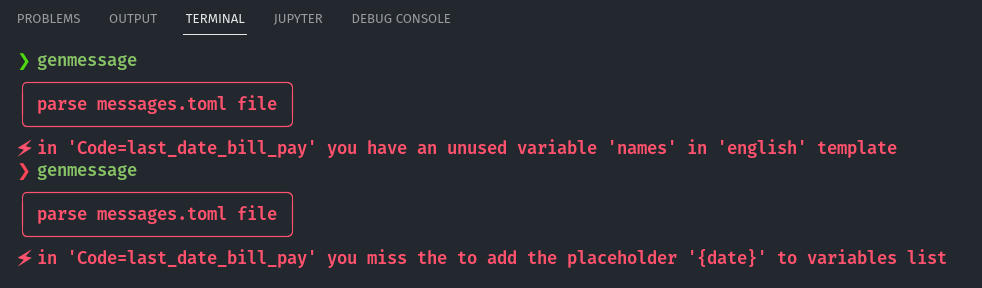 PROBLEMS OUTPUT TERMINAL JUPYTER DEBUG CONSOLE
❯ genmessage
parse messages.toml file
⚡in 'Code=last_date_bill_pay' you have an unused variable 'names' in 'english' template
❯ genmessage
parse messages.toml file
⚡in 'Code=last_date_bill_pay' you miss the to add the placeholder '{date}' to variables list